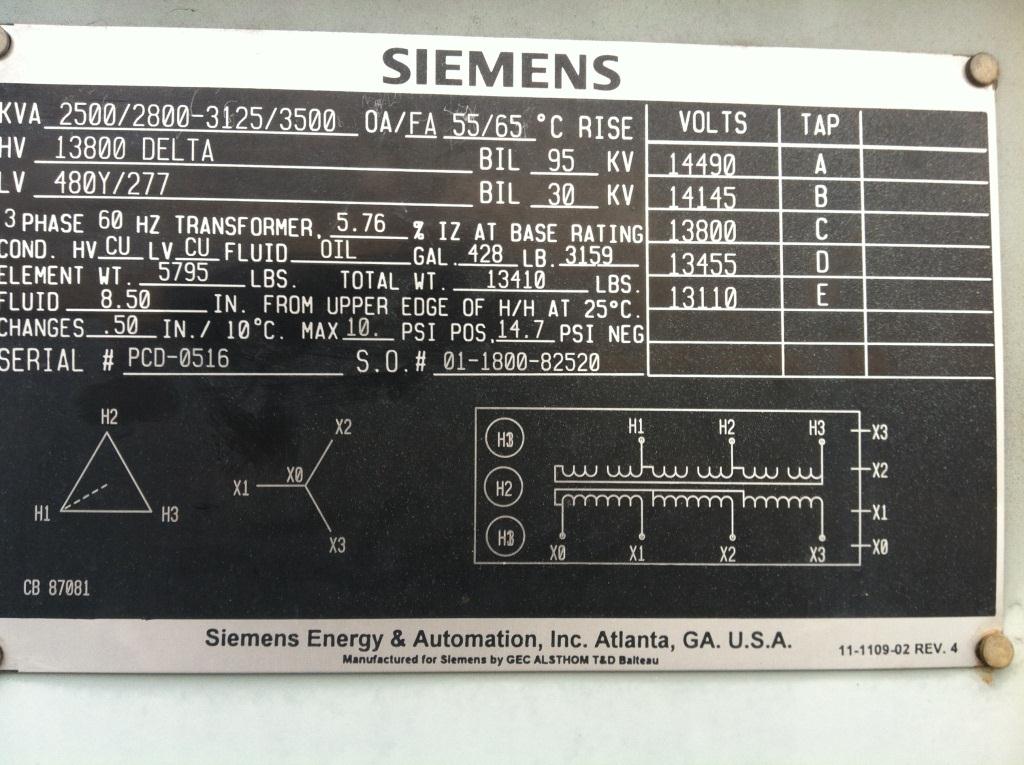 SIEMENS
KVA 2500/2800-3125/3500 OA/FA 55/65 °C RISE
HV 13800 DELTA BIL 95 KV
LV 480Y/277 BIL 30 KV
3 PHASE 60 HZ TRANSFORMER, 5.76 % IZ AT BASE RATING
COND. HV CU LV CU FLUID OIL GAL. 428 LB. 3159
ELEMENT WT. 5795 LBS. TOTAL WT. 13410 LBS.
FLUID 8.50 IN. FROM UPPER EDGE OF H/H AT 25°C.
CHANGES .50 IN./ 10°C. MAX 10. PSI POS, 14.7 PSI NEG
SERIAL # PCD-0516 S.O.# 01-1800-82520
VOLTS TAP
14490 A
14145 B
13800 C
13455 D
13110 E
H2
H1 H3
X2
X1 X0
X3
H2
H1 H2 H3
X0 X1 X2 X3
X3
X2
X1
X0
CB 87081
Siemens Energy & Automation, Inc. Atlanta, GA. U.S.A.
Manufactured for Siemens by GEC ALSTHOM T&D Balteau
11-1109-02 REV. 4